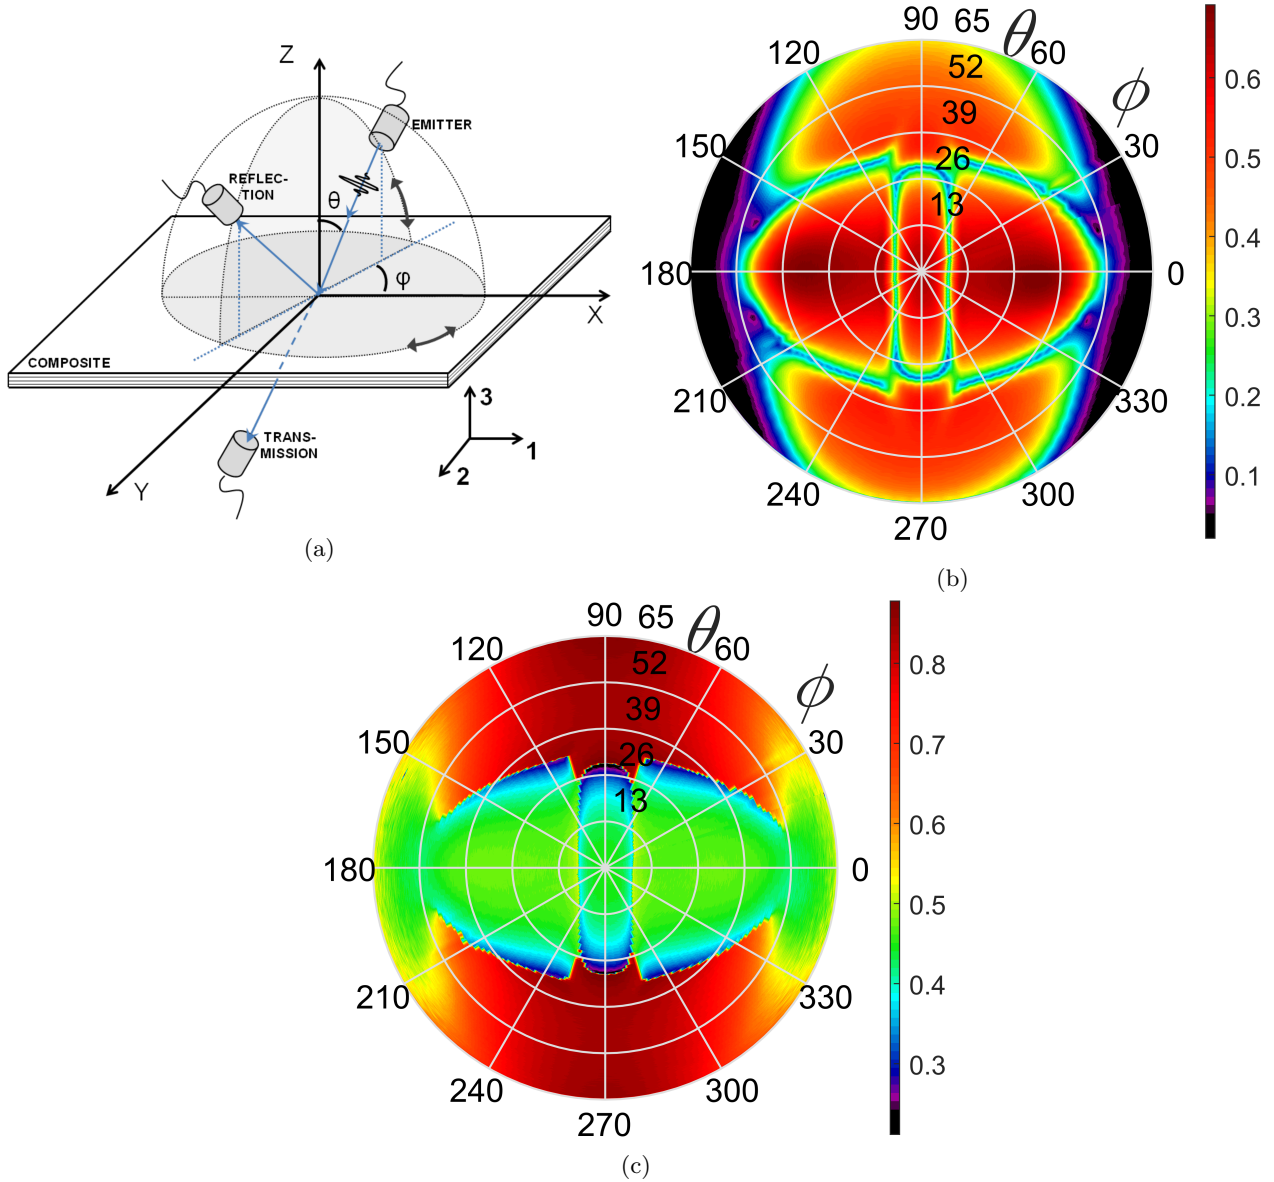 Z
EMITTER
REFLEC-
TION
θ
φ
X
COMPOSITE
3
TRANS-
MISSION
1
2
Y
(a)
90 65 θ 60
120
52
ϕ
39
150
26
30
13
180
0
210
330
240
300
270
0.6
0.5
0.4
0.3
0.2
0.1
(b)
90 65 θ 60
120
52
ϕ
39
150
26
30
13
180
0
210
330
240
300
270
0.8
0.7
0.6
0.5
0.4
0.3
(c)